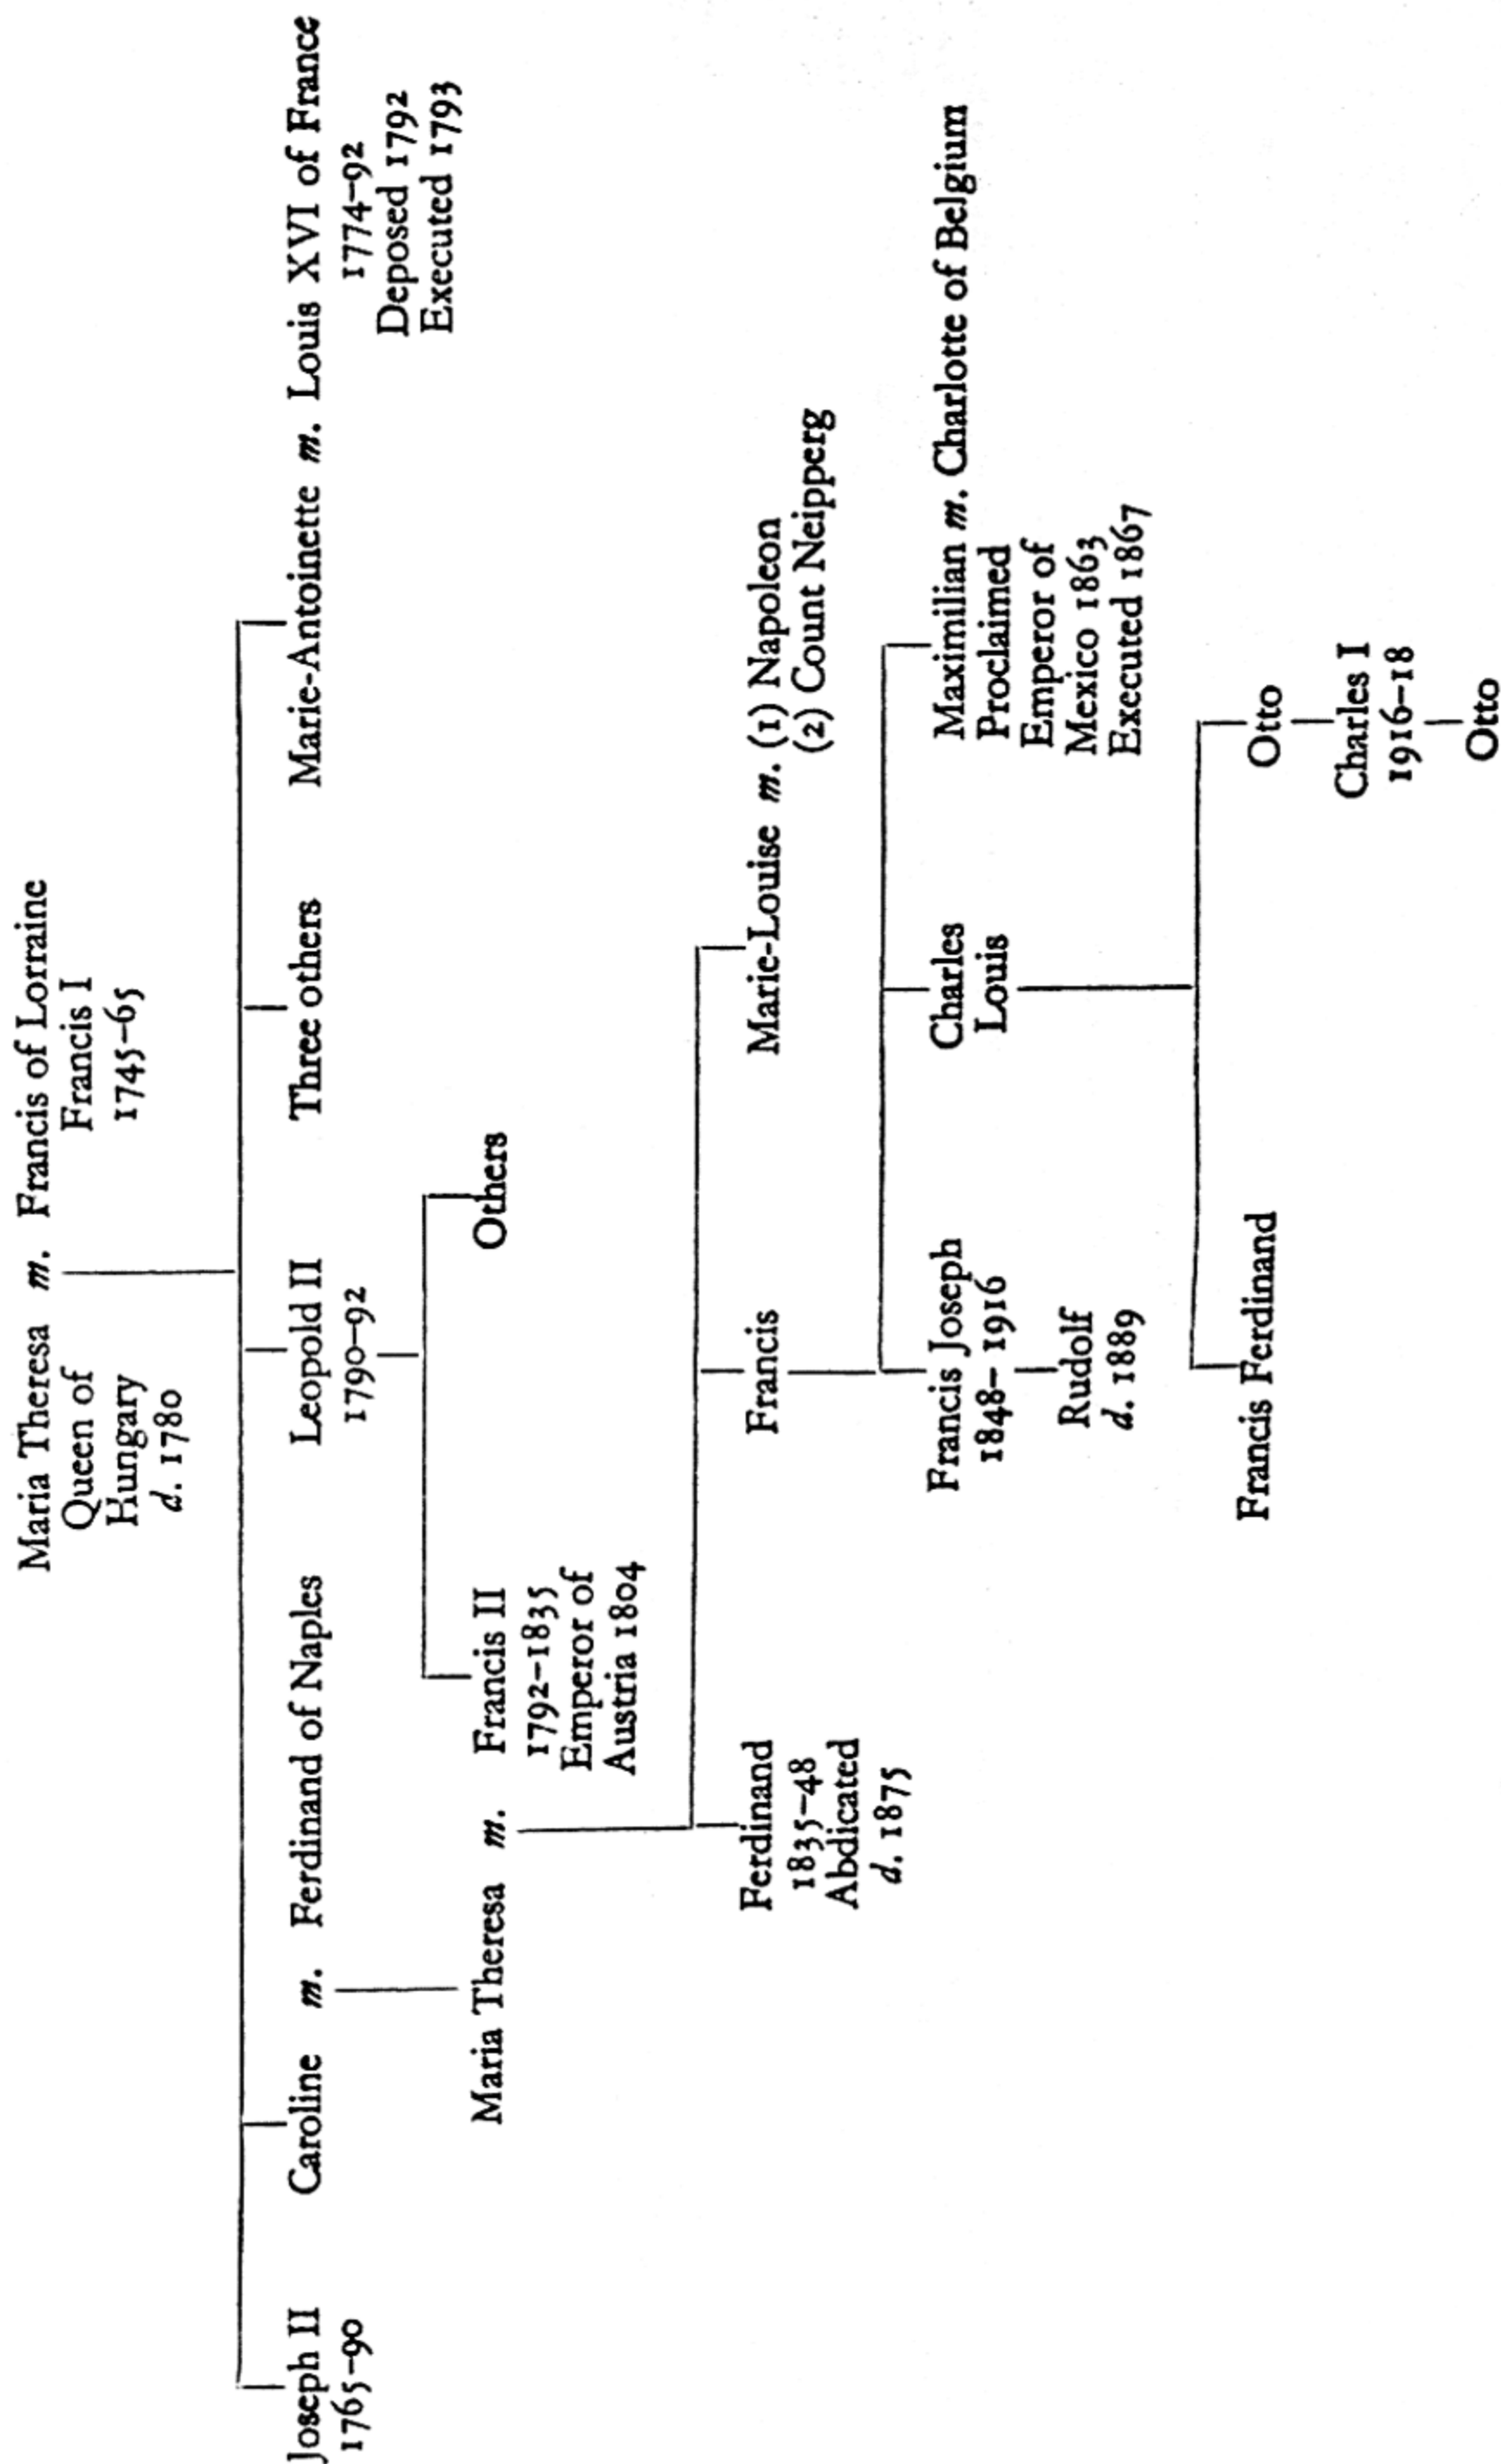 Maria Theresa m. Francis of Lorraine
Queen of
Hungary
d. 1780
Francis I
1745–65
Joseph II
1765–90
Caroline m. Ferdinand of Naples
Leopold II
1790–92
Three others
Marie-Antoinette m. Louis XVI of France
1774–92
Deposed 1792
Executed 1793
Maria Theresa m. Francis II
1792–1835
Emperor of
Austria 1804
Others
Ferdinand
1835–48
Abdicated
d. 1875
Francis
Marie-Louise m. (1) Napoleon
(2) Count Neipperg
Francis Joseph
1848–1916
Rudolf
d. 1889
Charles
Louis
Maximilian m. Charlotte of Belgium
Proclaimed
Emperor of
Mexico 1863
Executed 1867
Francis Ferdinand
Otto
Charles I
1916–18
Otto